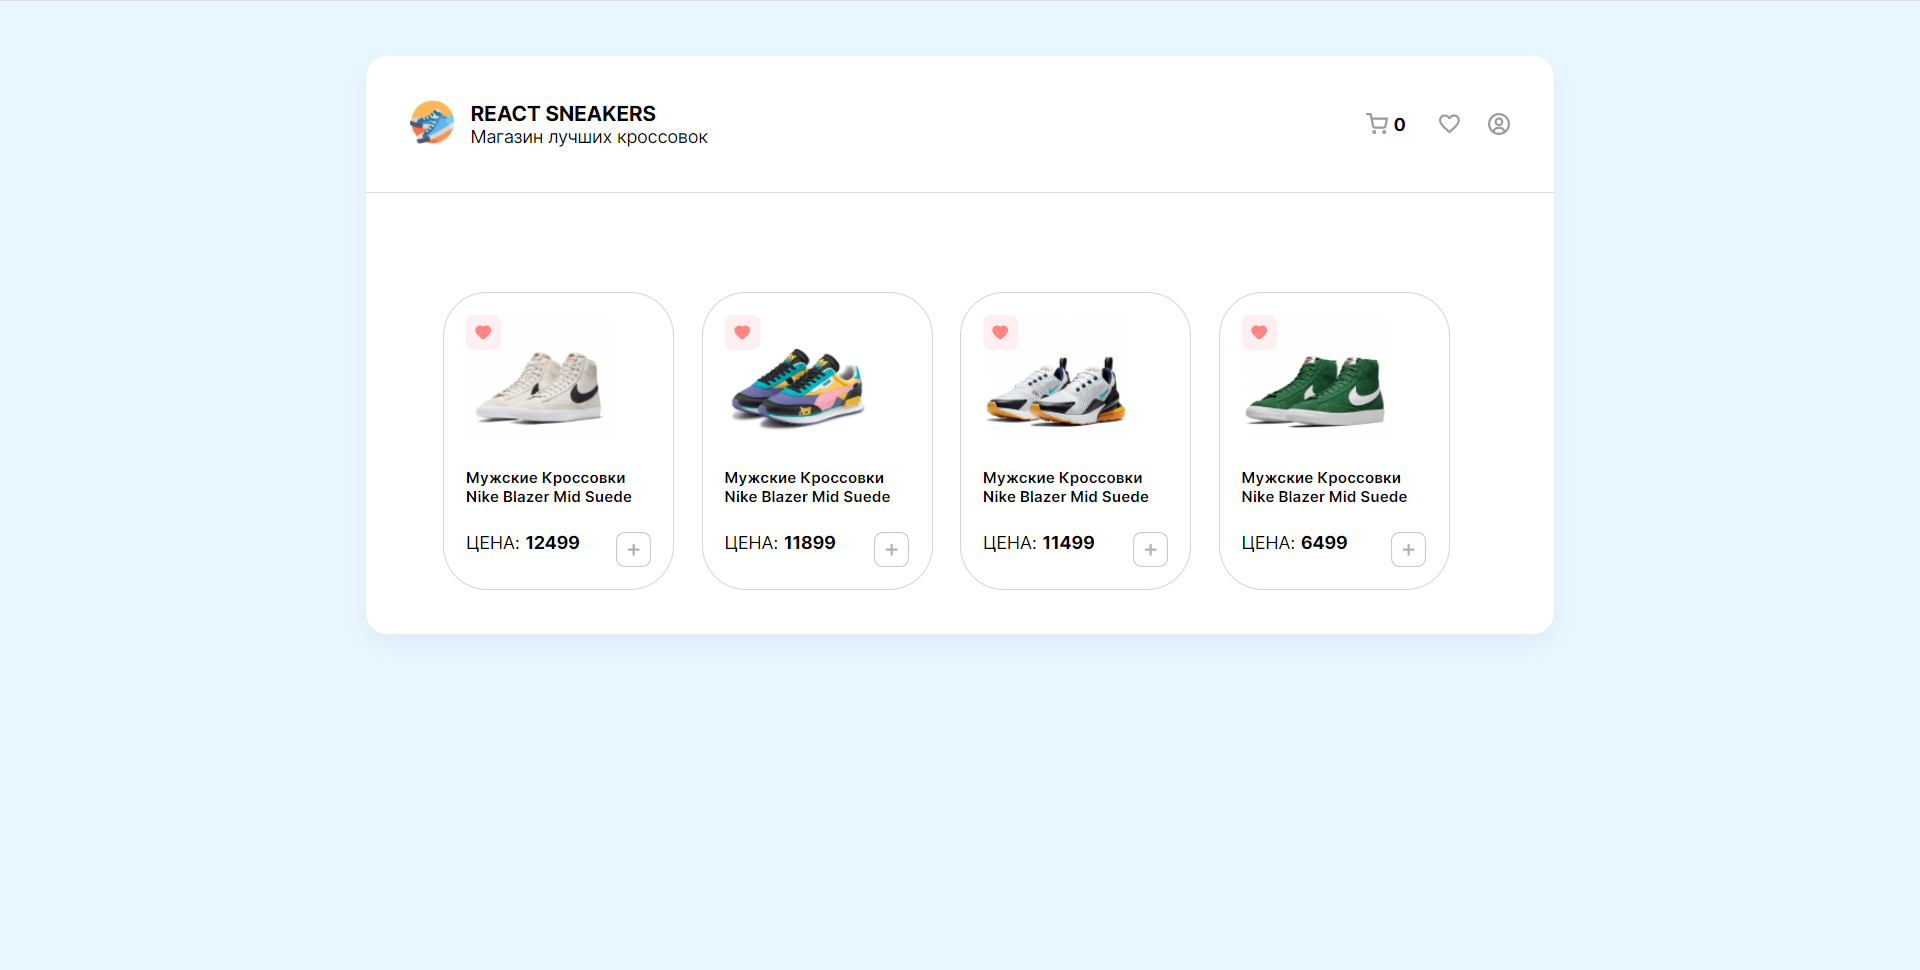 REACT SNEAKERS
Магазин лучших кроссовок
0
Мужские Кроссовки
Nike Blazer Mid Suede
ЦЕНА: 12499
Мужские Кроссовки
Nike Blazer Mid Suede
ЦЕНА: 11899
Мужские Кроссовки
Nike Blazer Mid Suede
ЦЕНА: 11499
Мужские Кроссовки
Nike Blazer Mid Suede
ЦЕНА: 6499